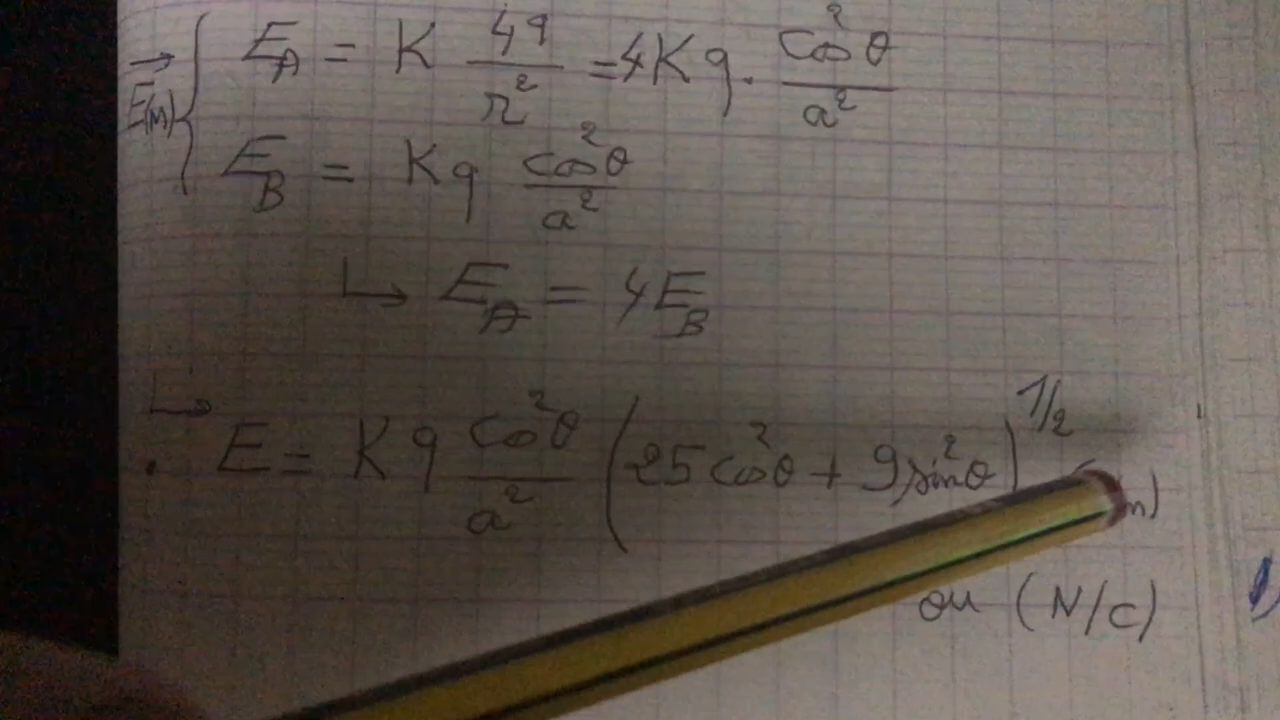 E⃗(M) { E_A = K 4q/r² = 4Kq . cos²θ/a²
E_B = Kq cos²θ/a²
↳ E_A = 4E_B
↳ . E = Kq cos²θ/a² (25cos²θ + 9sin²θ)^1/2
ou (N/C)